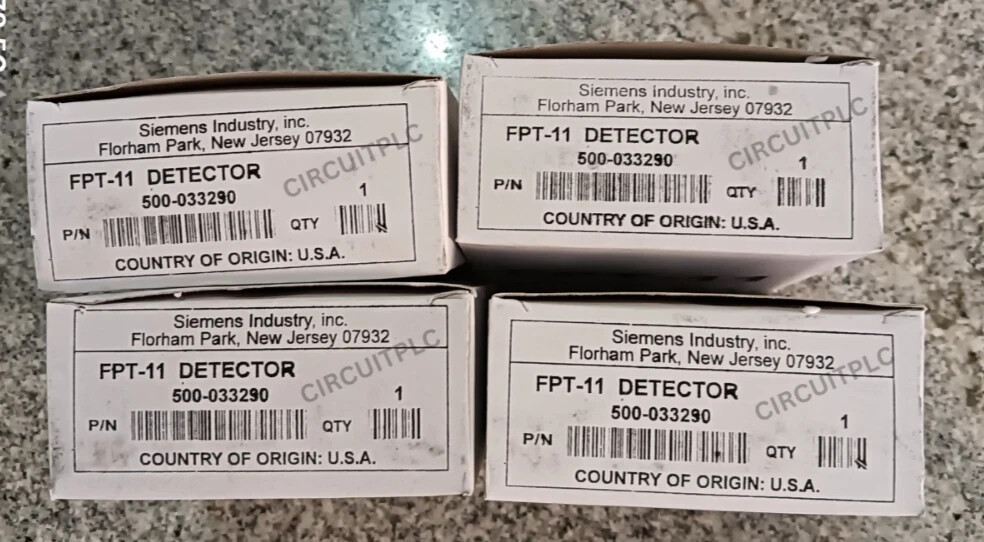 Siemens Industry, inc.
Florham Park, New Jersey 07932
FPT-11 DETECTOR
500-033290
P/N QTY 1
COUNTRY OF ORIGIN: U.S.A.
CIRCUITPLC
Siemens Industry, inc.
Florham Park, New Jersey 07932
FPT-11 DETECTOR
500-033290
P/N QTY 1
COUNTRY OF ORIGIN: U.S.A.
CIRCUITPLC
Siemens Industry, inc.
Florham Park, New Jersey 07932
FPT-11 DETECTOR
500-033290
P/N QTY 1
COUNTRY OF ORIGIN: U.S.A.
CIRCUITPLC
Siemens Industry, inc.
Florham Park, New Jersey 07932
FPT-11 DETECTOR
500-033290
P/N QTY 1
COUNTRY OF ORIGIN: U.S.A.
CIRCUITPLC